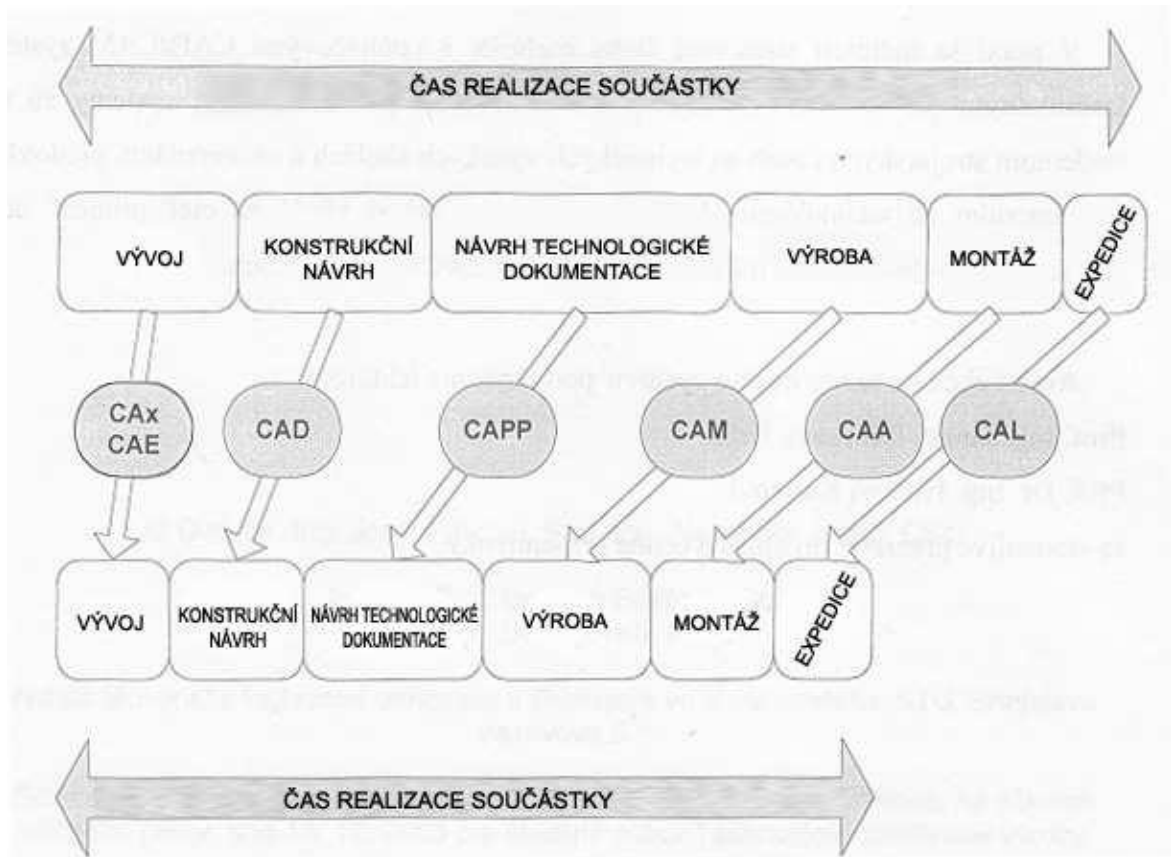 ČAS REALIZACE SOUČÁSTKY
VÝVOJ
KONSTRUKČNÍ
NÁVRH
NÁVRH TECHNOLOGICKÉ
DOKUMENTACE
VÝROBA
MONTÁŽ
EXPEDICE
CAx
CAE
CAD
CAPP
CAM
CAA
CAL
VÝVOJ
KONSTRUKČNÍ
NÁVRH
NÁVRH TECHNOLOGICKÉ
DOKUMENTACE
VÝROBA
MONTÁŽ
EXPEDICE
ČAS REALIZACE SOUČÁSTKY